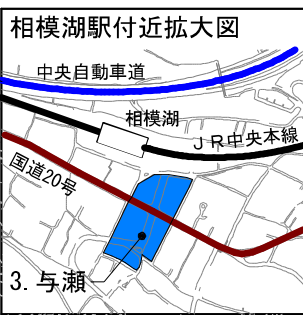 相模湖駅付近拡大図
中央自動車道
相模湖
ＪＲ中央本線
国道20号
3. 与瀬